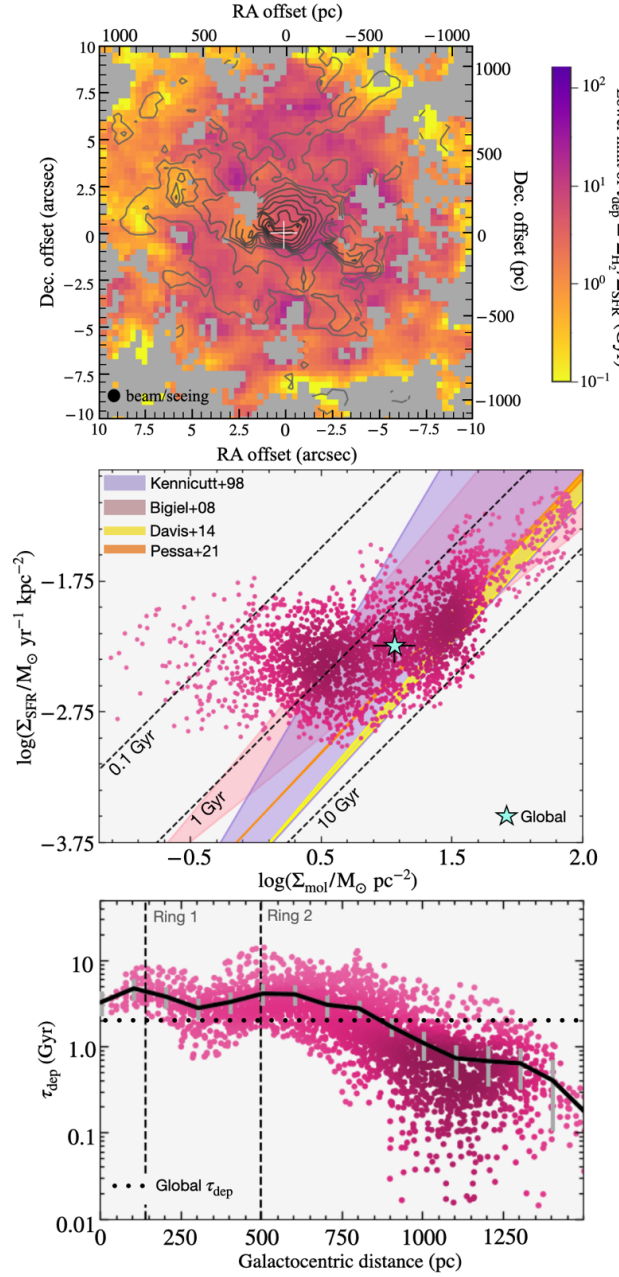 RA offset (pc)
1000 500 0 −500 −1000
10
7.5
5
2.5
0
−2.5
−5
−7.5
−10
Dec. offset (arcsec)
1000
500
0
−500
−1000
Dec. offset (pc)
beam/seeing
10 7.5 5 2.5 0 −2.5 −5 −7.5 −10
RA offset (arcsec)
10²
10¹
10⁰
10⁻¹
Kennicutt+98
Bigiel+08
Davis+14
Pessa+21
−1.75
−2.75
−3.75
log(Σ_SFR/M⊙ yr⁻¹ kpc⁻²)
0.1 Gyr
1 Gyr
10 Gyr
Global
−0.5 0.5 1.5 2.0
log(Σ_mol/M⊙ pc⁻²)
Ring 1
Ring 2
10
1.0
0.1
0.01
τ_dep (Gyr)
Global τ_dep
0 250 500 750 1000 1250
Galactocentric distance (pc)